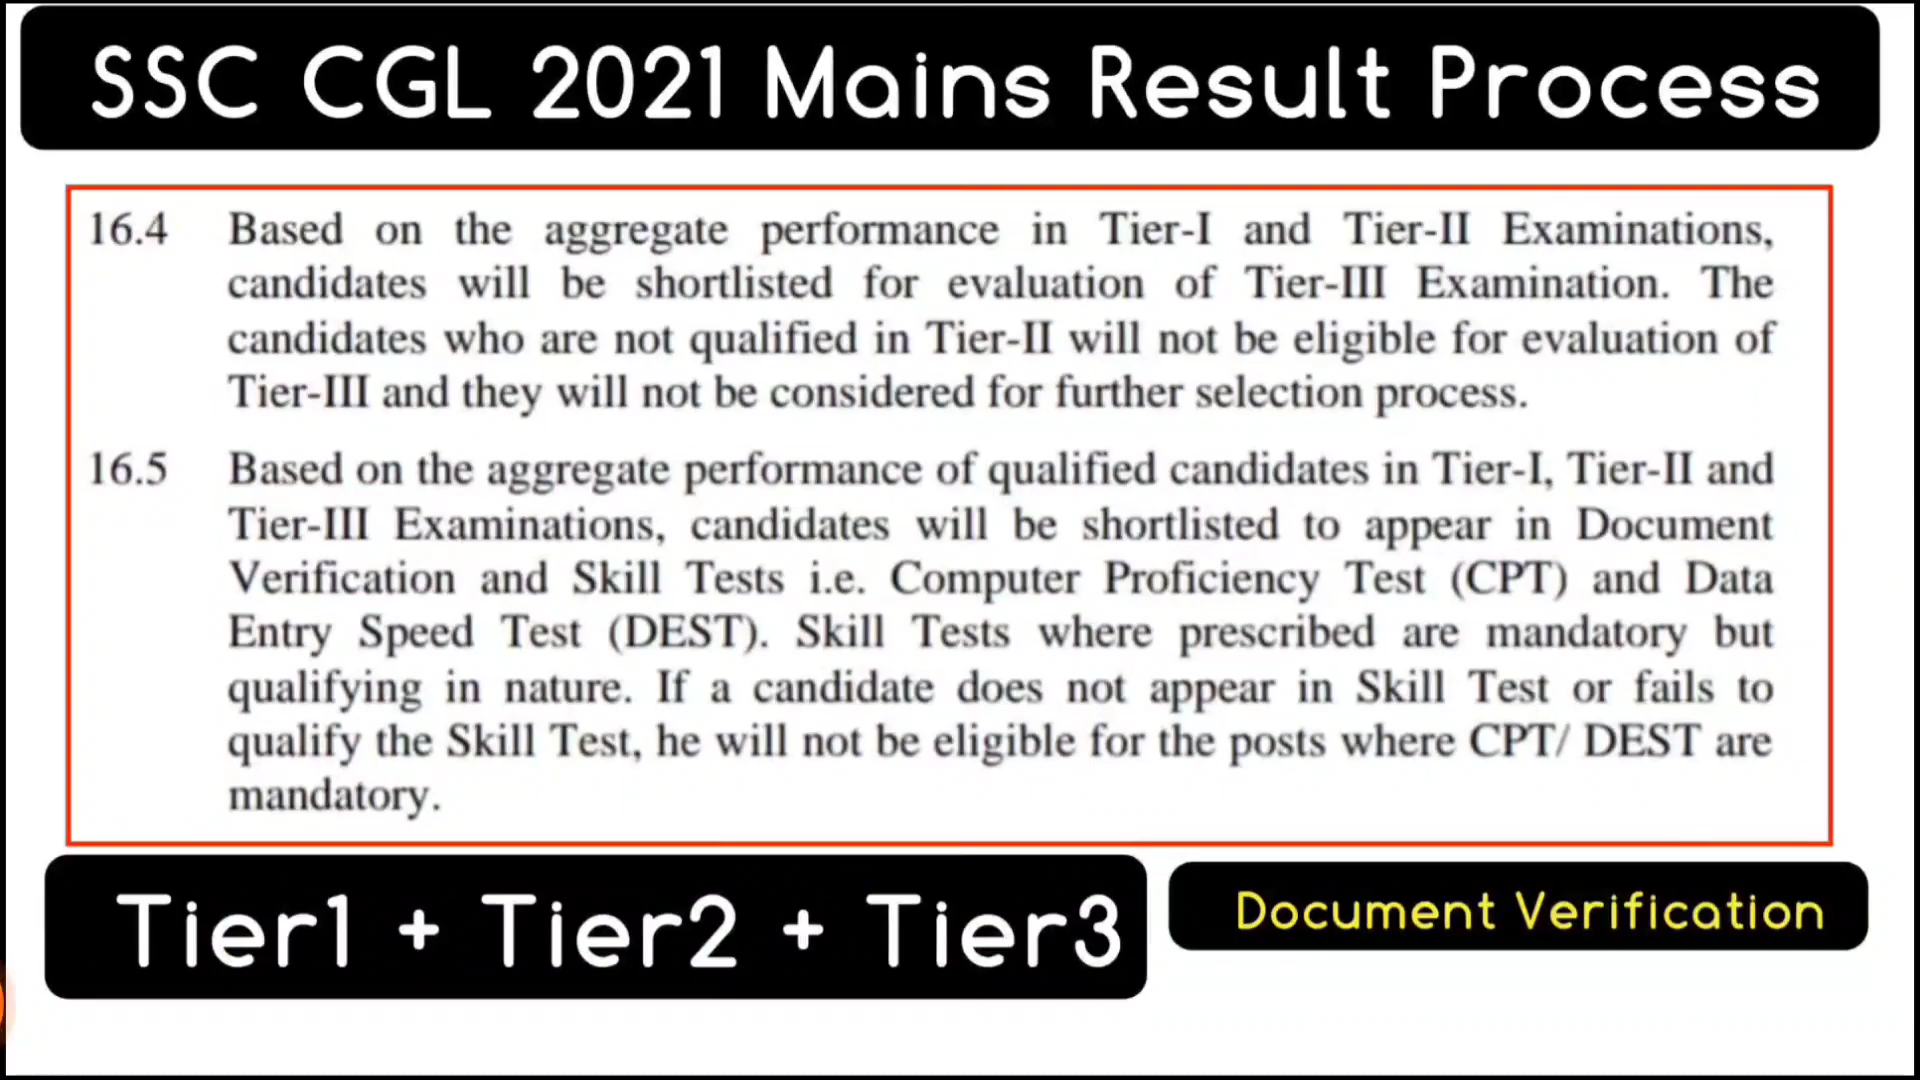 SSC CGL 2021 Mains Result Process
16.4 Based on the aggregate performance in Tier-I and Tier-II Examinations,
candidates will be shortlisted for evaluation of Tier-III Examination. The
candidates who are not qualified in Tier-II will not be eligible for evaluation of
Tier-III and they will not be considered for further selection process.
16.5 Based on the aggregate performance of qualified candidates in Tier-I, Tier-II and
Tier-III Examinations, candidates will be shortlisted to appear in Document
Verification and Skill Tests i.e. Computer Proficiency Test (CPT) and Data
Entry Speed Test (DEST). Skill Tests where prescribed are mandatory but
qualifying in nature. If a candidate does not appear in Skill Test or fails to
qualify the Skill Test, he will not be eligible for the posts where CPT/ DEST are
mandatory.
Tier1 + Tier2 + Tier3
Document Verification